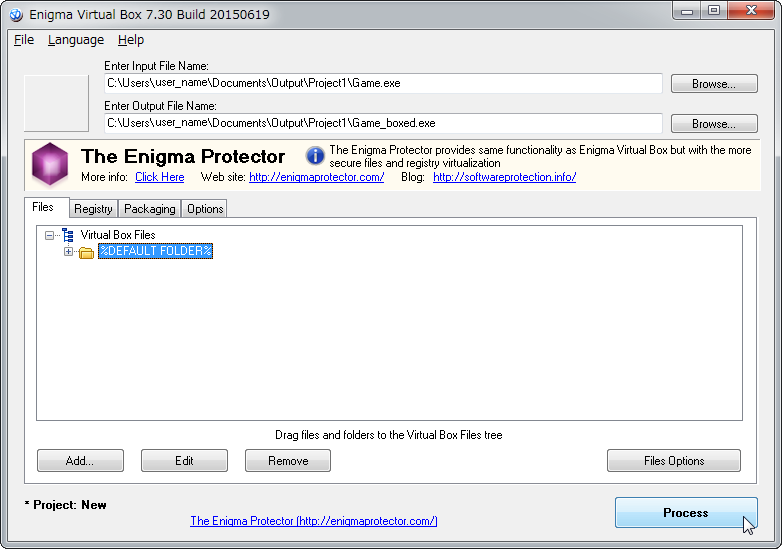 Enigma Virtual Box 7.30 Build 20150619
File Language Help
Enter Input File Name:
C:\Users\user_name\Documents\Output\Project1\Game.exe
Browse...
Enter Output File Name:
C:\Users\user_name\Documents\Output\Project1\Game_boxed.exe
Browse...
The Enigma Protector
The Enigma Protector provides same functionality as Enigma Virtual Box but with the more
secure files and registry virtualization
More info: Click Here Web site: http://enigmaprotector.com/ Blog: http://softwareprotection.info/
Files Registry Packaging Options
Virtual Box Files
%DEFAULT FOLDER%
Drag files and folders to the Virtual Box Files tree
Add... Edit Remove Files Options
* Project: New
Process
The Enigma Protector (http://enigmaprotector.com/)